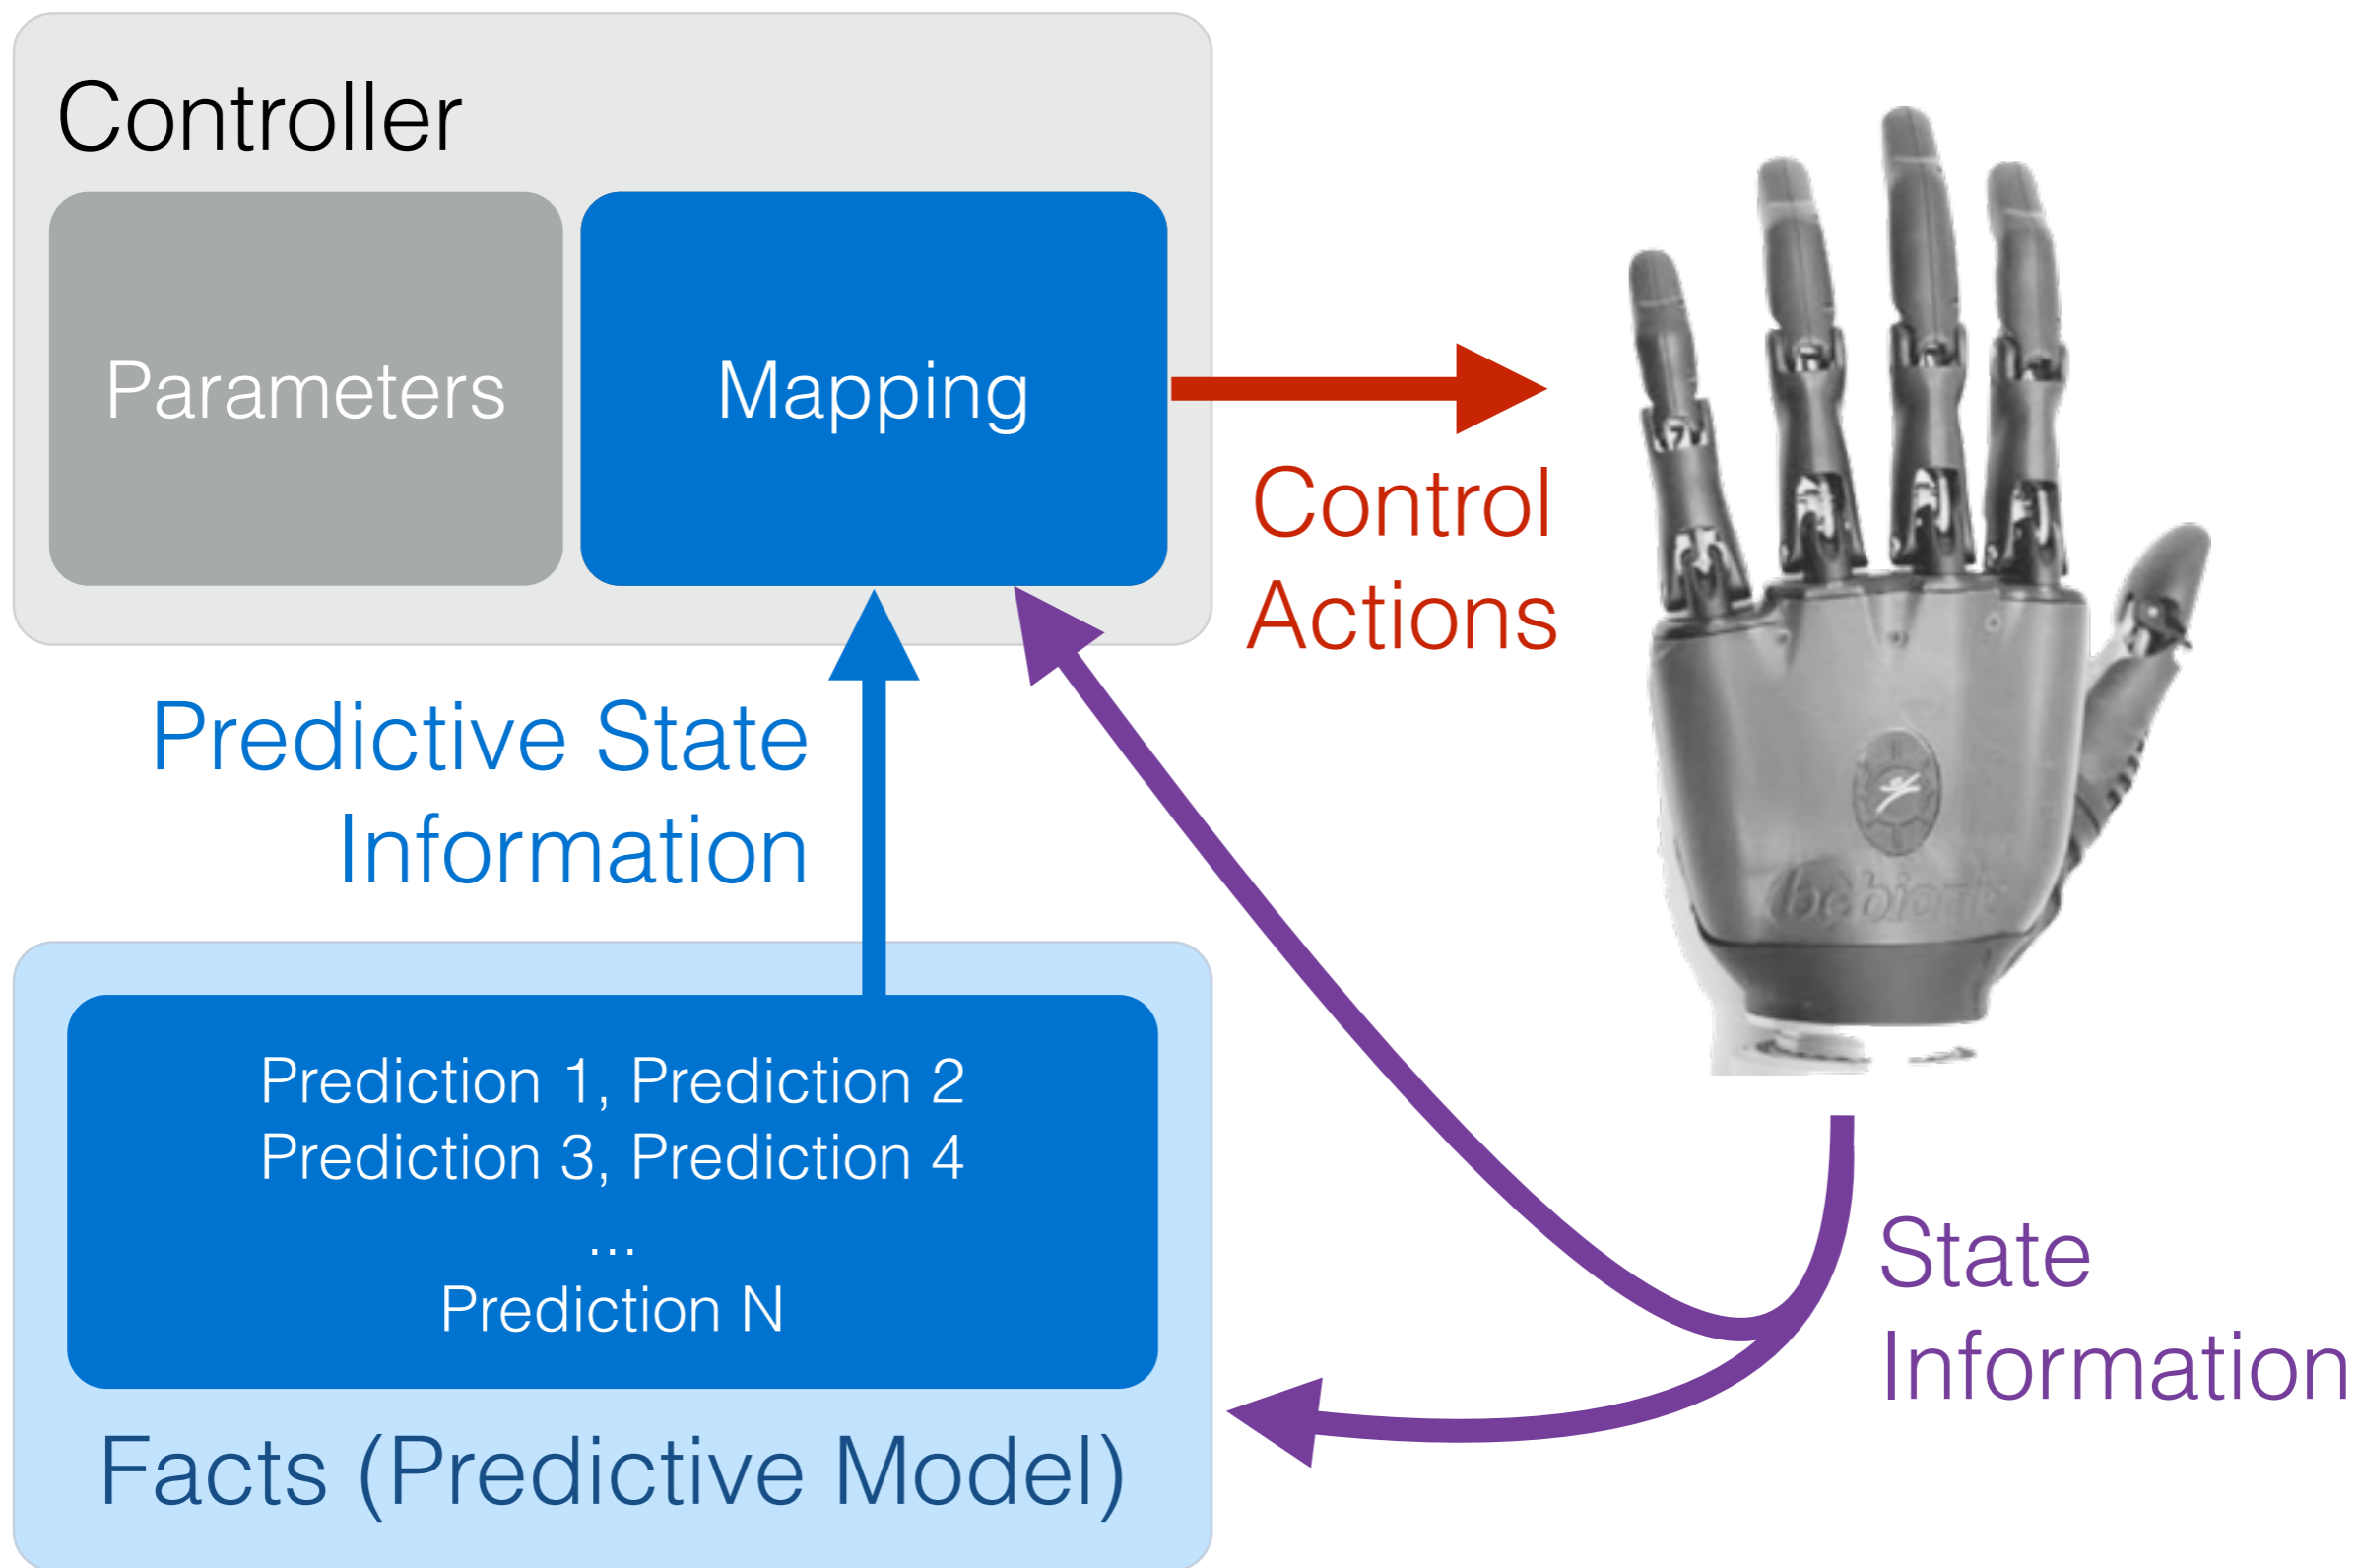 Controller
Parameters
Mapping
Control
Actions
Predictive State
Information
Prediction 1, Prediction 2
Prediction 3, Prediction 4
...
Prediction N
Facts (Predictive Model)
State
Information
bebionic